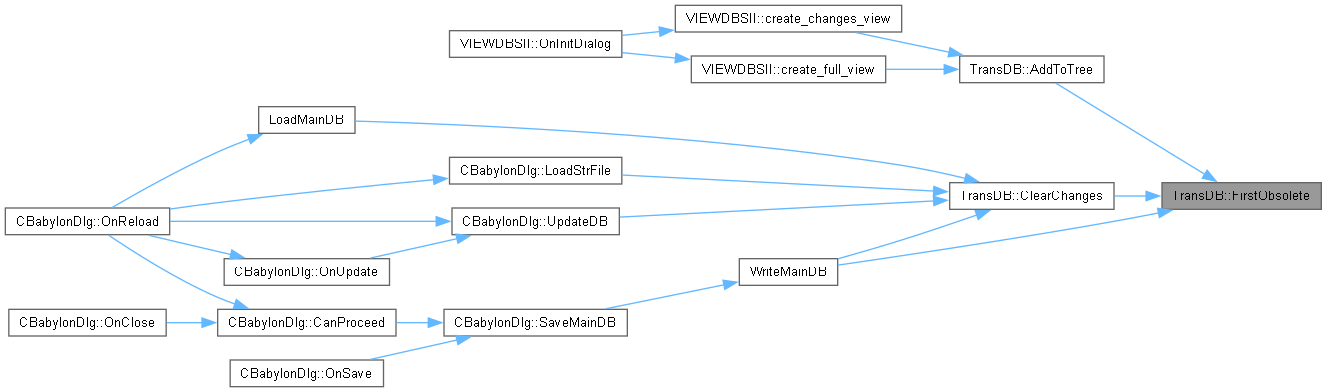 VIEWDBSII::create_changes_view
VIEWDBSII::OnInitDialog
VIEWDBSII::create_full_view
TransDB::AddToTree
LoadMainDB
CBabylonDlg::LoadStrFile
TransDB::ClearChanges
TransDB::FirstObsolete
CBabylonDlg::OnReload
CBabylonDlg::UpdateDB
CBabylonDlg::OnUpdate
WriteMainDB
CBabylonDlg::OnClose
CBabylonDlg::CanProceed
CBabylonDlg::SaveMainDB
CBabylonDlg::OnSave